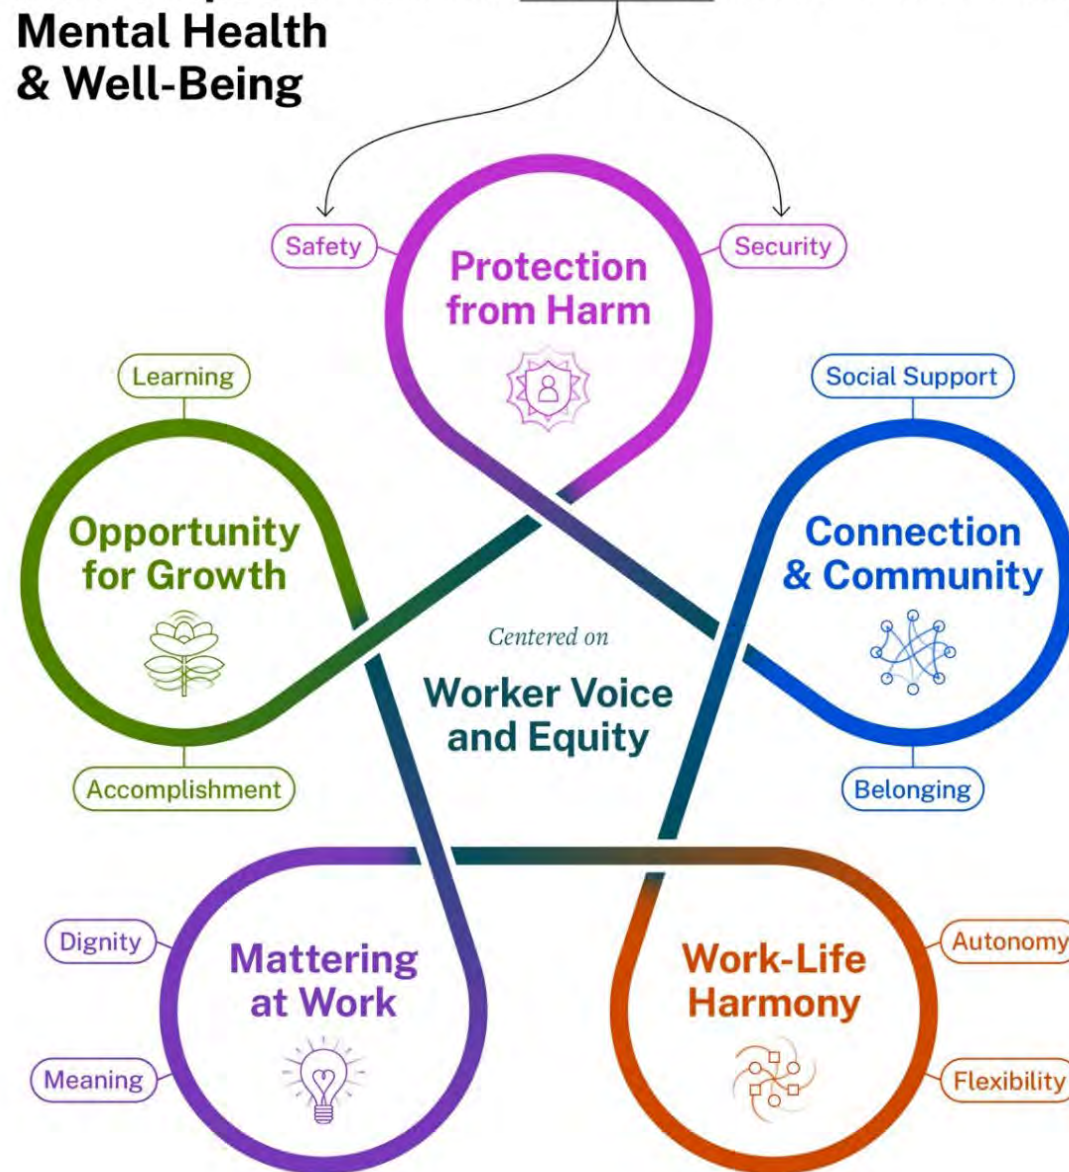 Mental Health
& Well-Being
Safety
Security
Protection
from Harm
Learning
Social Support
Opportunity
for Growth
Connection
& Community
Centered on
Worker Voice
and Equity
Accomplishment
Belonging
Dignity
Autonomy
Mattering
at Work
Work-Life
Harmony
Meaning
Flexibility